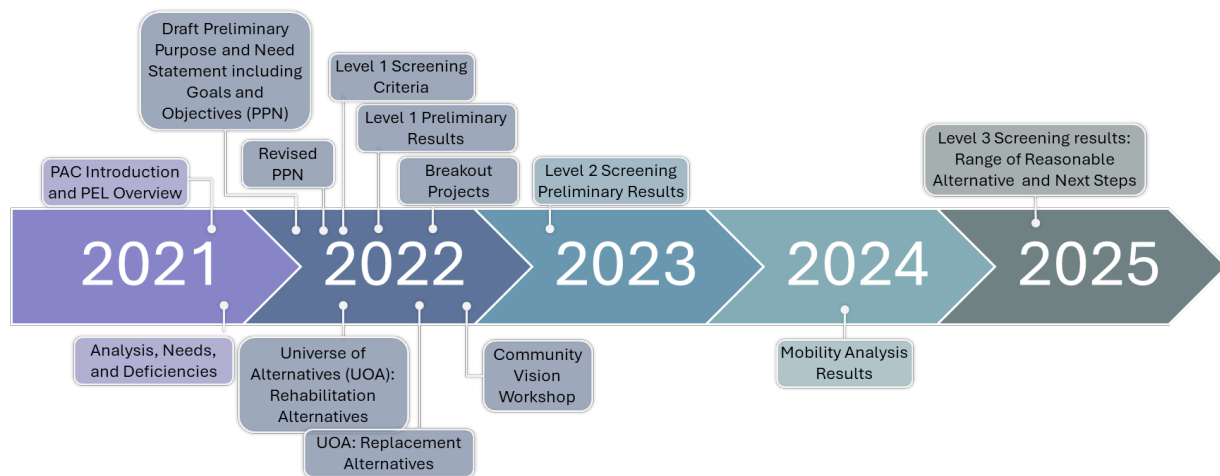 Draft Preliminary
Purpose and Need
Statement including
Goals and
Objectives (PPN)
Level 1 Screening
Criteria
Level 1 Preliminary
Results
Revised
PPN
Breakout
Projects
PAC Introduction
and PEL Overview
Level 2 Screening
Preliminary Results
Level 3 Screening results:
Range of Reasonable
Alternative and Next Steps
2021
2022
2023
2024
2025
Analysis, Needs,
and Deficiencies
Universe of
Alternatives (UOA):
Rehabilitation
Alternatives
UOA: Replacement
Alternatives
Community
Vision
Workshop
Mobility Analysis
Results